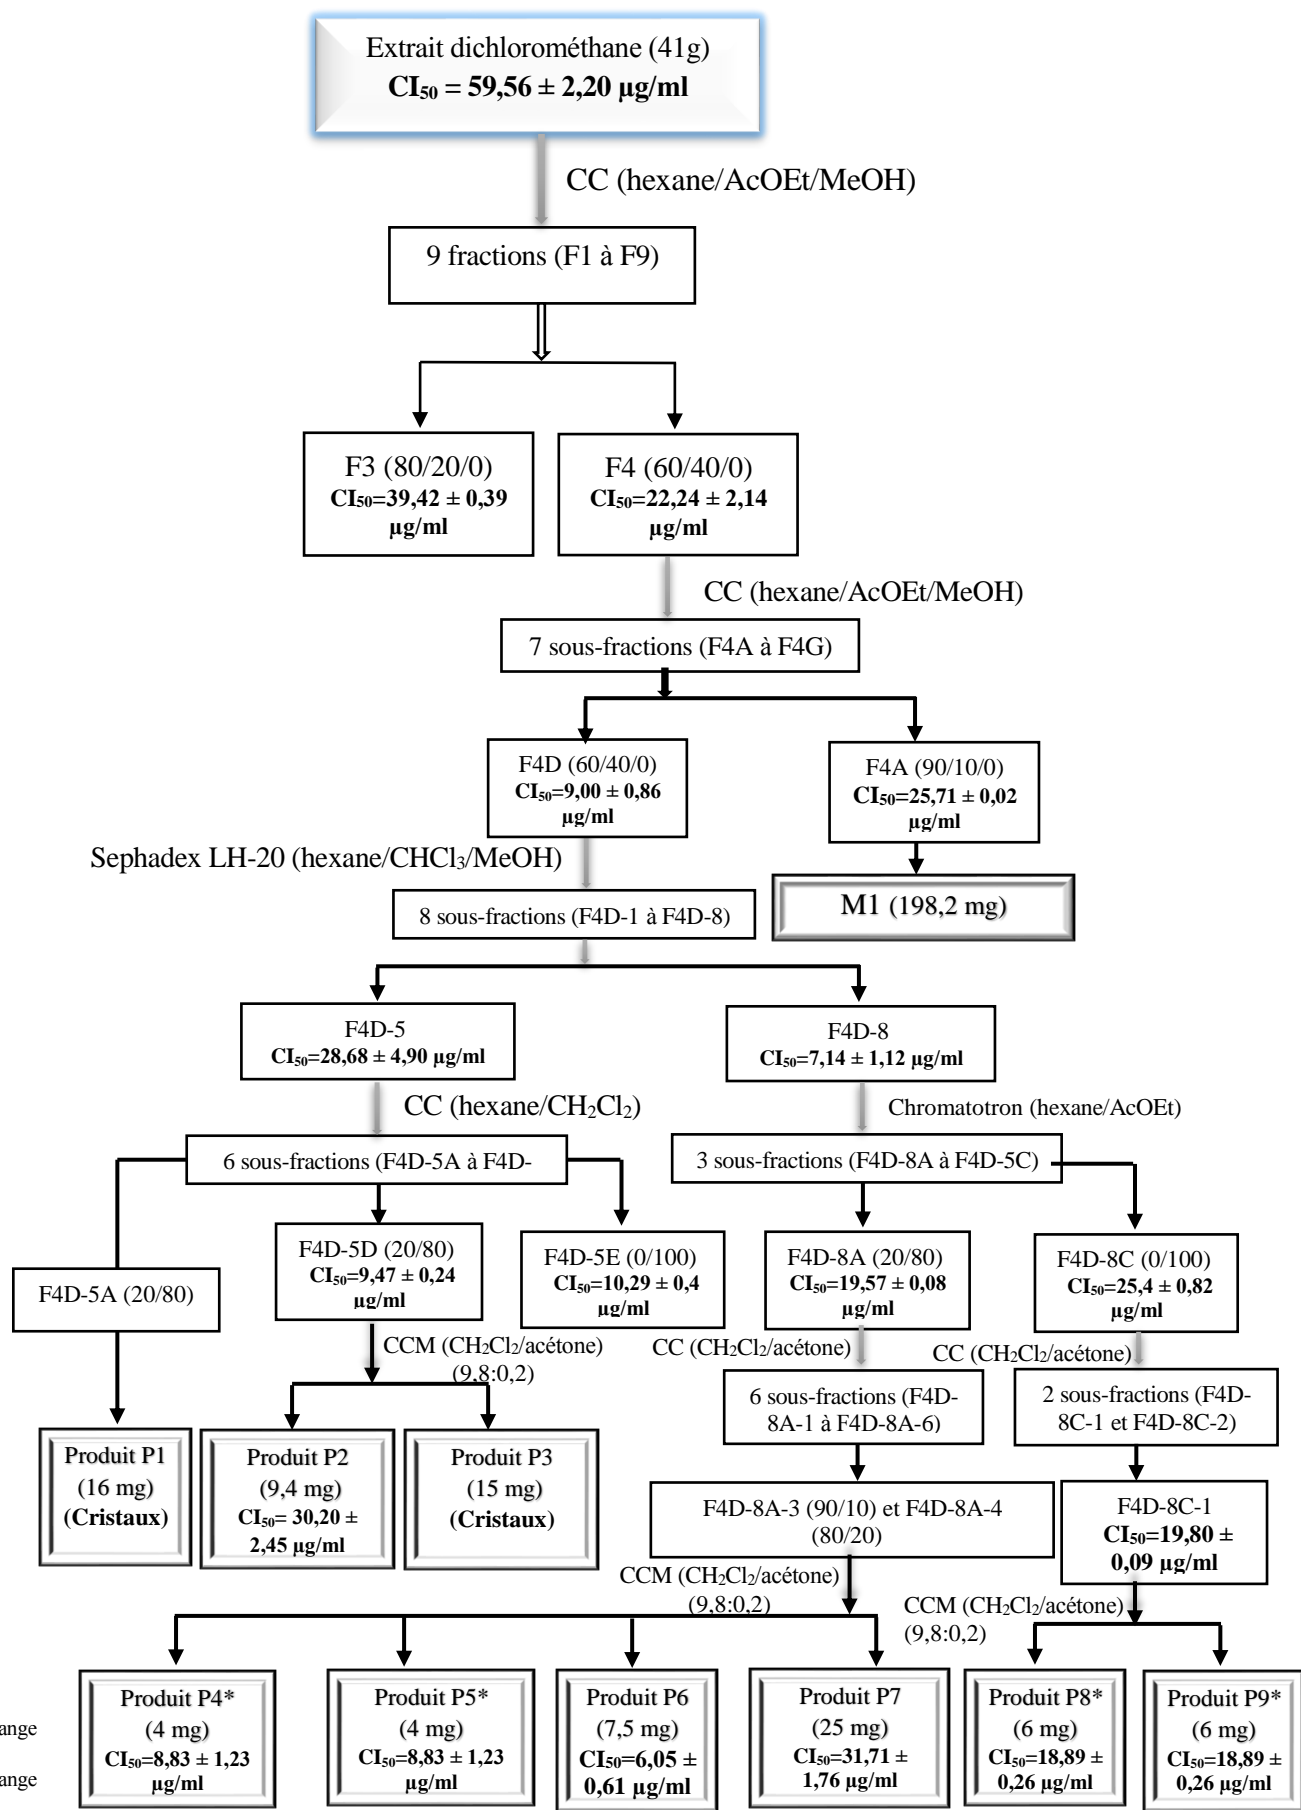 Extrait dichlorométhane (41g)
CI₅₀ = 59,56 ± 2,20 µg/ml
CC (hexane/AcOEt/MeOH)
9 fractions (F1 à F9)
F3 (80/20/0)
CI₅₀=39,42 ± 0,39
µg/ml
F4 (60/40/0)
CI₅₀=22,24 ± 2,14
µg/ml
CC (hexane/AcOEt/MeOH)
7 sous-fractions (F4A à F4G)
F4D (60/40/0)
CI₅₀=9,00 ± 0,86
µg/ml
F4A (90/10/0)
CI₅₀=25,71 ± 0,02
µg/ml
Sephadex LH-20 (hexane/CHCl₃/MeOH)
M1 (198,2 mg)
8 sous-fractions (F4D-1 à F4D-8)
F4D-5
CI₅₀=28,68 ± 4,90 µg/ml
F4D-8
CI₅₀=7,14 ± 1,12 µg/ml
CC (hexane/CH₂Cl₂)
Chromatotron (hexane/AcOEt)
6 sous-fractions (F4D-5A à F4D-
3 sous-fractions (F4D-8A à F4D-5C)
F4D-5A (20/80)
F4D-5D (20/80)
CI₅₀=9,47 ± 0,24
µg/ml
F4D-5E (0/100)
CI₅₀=10,29 ± 0,4
µg/ml
F4D-8A (20/80)
CI₅₀=19,57 ± 0,08
µg/ml
F4D-8C (0/100)
CI₅₀=25,4 ± 0,82
µg/ml
CCM (CH₂Cl₂/acétone)
(9,8:0,2)
CC (CH₂Cl₂/acétone)
CC (CH₂Cl₂/acétone)
6 sous-fractions (F4D-
8A-1 à F4D-8A-6)
2 sous-fractions (F4D-
8C-1 et F4D-8C-2)
Produit P1
(16 mg)
(Cristaux)
Produit P2
(9,4 mg)
CI₅₀= 30,20 ±
2,45 µg/ml
Produit P3
(15 mg)
(Cristaux)
F4D-8A-3 (90/10) et F4D-8A-4
(80/20)
F4D-8C-1
CI₅₀=19,80 ±
0,09 µg/ml
CCM (CH₂Cl₂/acétone)
(9,8:0,2)
CCM (CH₂Cl₂/acétone)
(9,8:0,2)
Produit P4*
(4 mg)
CI₅₀=8,83 ± 1,23
µg/ml
Produit P5*
(4 mg)
CI₅₀=8,83 ± 1,23
µg/ml
Produit P6
(7,5 mg)
CI₅₀=6,05 ±
0,61 µg/ml
Produit P7
(25 mg)
CI₅₀=31,71 ±
1,76 µg/ml
Produit P8*
(6 mg)
CI₅₀=18,89 ±
0,26 µg/ml
Produit P9*
(6 mg)
CI₅₀=18,89 ±
0,26 µg/ml
ange
ange